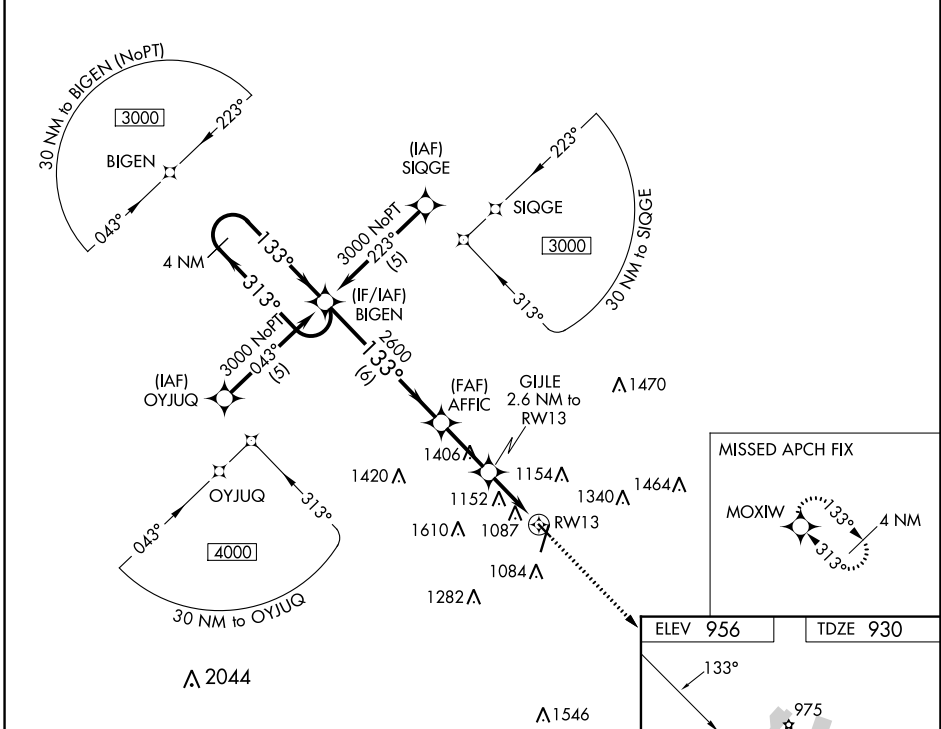 30 NM to BIGEN (NoPT)
3000
223°
BIGEN
043°
(IAF)
SIQGE
223°
SIQGE
3000
313°
30 NM to SIQGE
3000 NoPT
223°
(5)
133°
4 NM
313°
(IF/IAF)
BIGEN
3000 NoPT
043°
(5)
(IAF)
OYJUQ
2600
133°
(6)
(FAF)
AFFIC
GIJLE
2.6 NM to
RW13
1470
1406
1420
1154
1464
1152
1340
1610
1087
RW13
1084
1282
OYJUQ
043°
313°
4000
30 NM to OYJUQ
2044
1546
MISSED APCH FIX
MOXIW
133°
4 NM
313°
ELEV 956
TDZE 930
133°
975